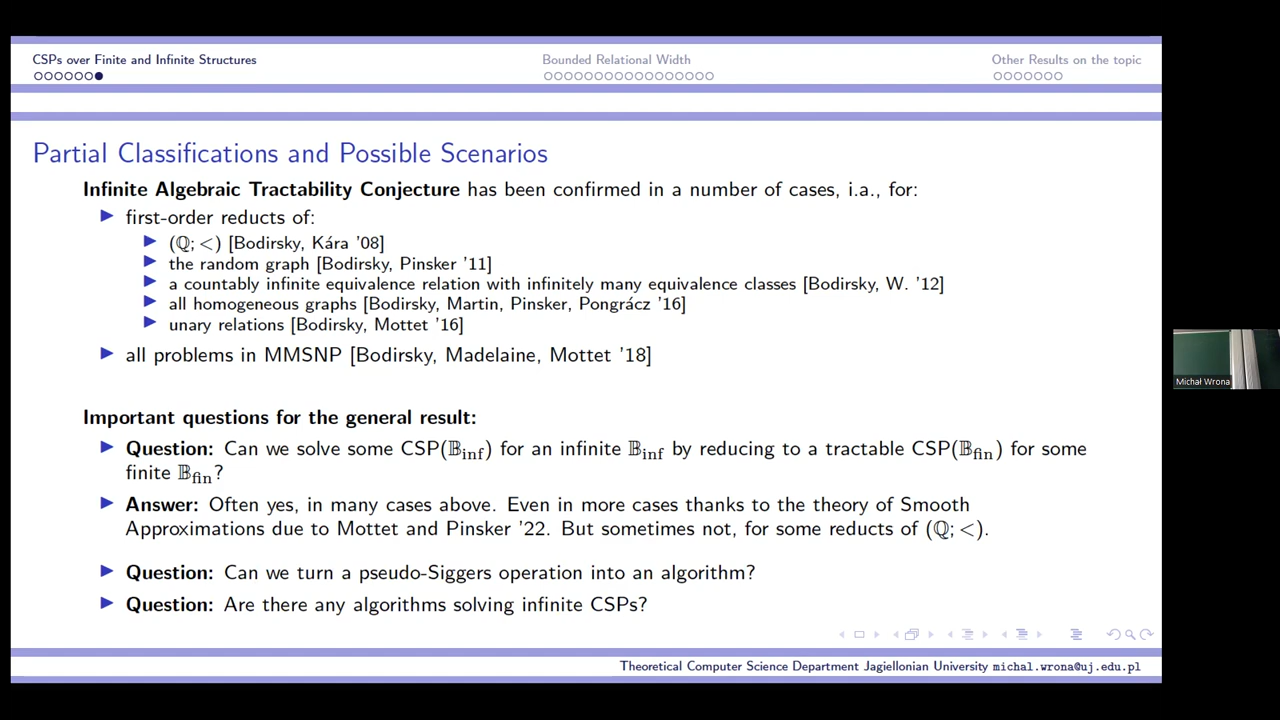 CSPs over Finite and Infinite Structures
Bounded Relational Width
Other Results on the topic
Partial Classifications and Possible Scenarios
Infinite Algebraic Tractability Conjecture has been confirmed in a number of cases, i.a., for:
first-order reducts of:
(ℚ; <) [Bodirsky, Kára '08]
the random graph [Bodirsky, Pinsker '11]
a countably infinite equivalence relation with infinitely many equivalence classes [Bodirsky, W. '12]
all homogeneous graphs [Bodirsky, Martin, Pinsker, Pongrácz '16]
unary relations [Bodirsky, Mottet '16]
all problems in MMSNP [Bodirsky, Madelaine, Mottet '18]
Important questions for the general result:
Question: Can we solve some CSP(𝔹inf) for an infinite 𝔹inf by reducing to a tractable CSP(𝔹fin) for some
finite 𝔹fin?
Answer: Often yes, in many cases above. Even in more cases thanks to the theory of Smooth
Approximations due to Mottet and Pinsker '22. But sometimes not, for some reducts of (ℚ; <).
Question: Can we turn a pseudo-Siggers operation into an algorithm?
Question: Are there any algorithms solving infinite CSPs?
Theoretical Computer Science Department Jagiellonian University michal.wrona@uj.edu.pl
Michał Wrona